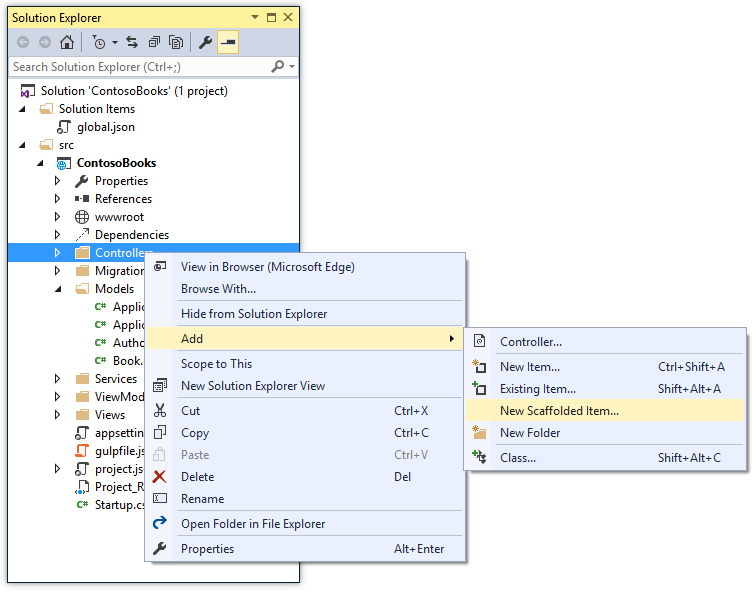 Solution Explorer
Search Solution Explorer (Ctrl+;)
Solution 'ContosoBooks' (1 project)
Solution Items
global.json
src
ContosoBooks
Properties
References
wwwroot
Dependencies
Controllers
Migration
Models
Applic
Applic
Autho
Book.
Services
ViewMod
Views
appsettin
gulpfile.js
project.js
Project_R
Startup.cs
View in Browser (Microsoft Edge)
Browse With...
Hide from Solution Explorer
Add
Scope to This
New Solution Explorer View
Cut Ctrl+X
Copy Ctrl+C
Paste Ctrl+V
Delete Del
Rename
Open Folder in File Explorer
Properties Alt+Enter
Controller...
New Item... Ctrl+Shift+A
Existing Item... Shift+Alt+A
New Scaffolded Item...
New Folder
Class... Shift+Alt+C